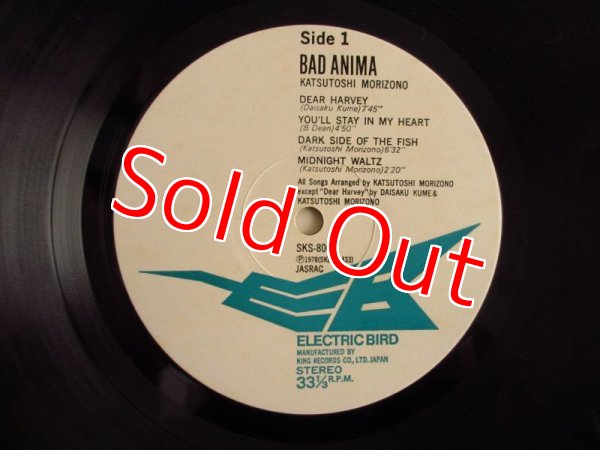 Side 1
BAD ANIMA
KATSUTOSHI MORIZONO
DEAR HARVEY
(Daisaku Kume)7'45"
YOU'LL STAY IN MY HEART
(B. Dean)4'50"
DARK SIDE OF THE FISH
(Katsutoshi Morizono)6'32"
MIDNIGHT WALTZ
(Katsutoshi Morizono)2'20"
All Songs Arranged by KATSUTOSHI MORIZONO
except "Dear Harvey" by DAISAKU KUME &
KATSUTOSHI MORIZONO
Sold Out
JASRAC
ELECTRIC BIRD
MANUFACTURED BY
KING RECORDS CO., LTD. JAPAN
STEREO
33⅓ R.P.M.